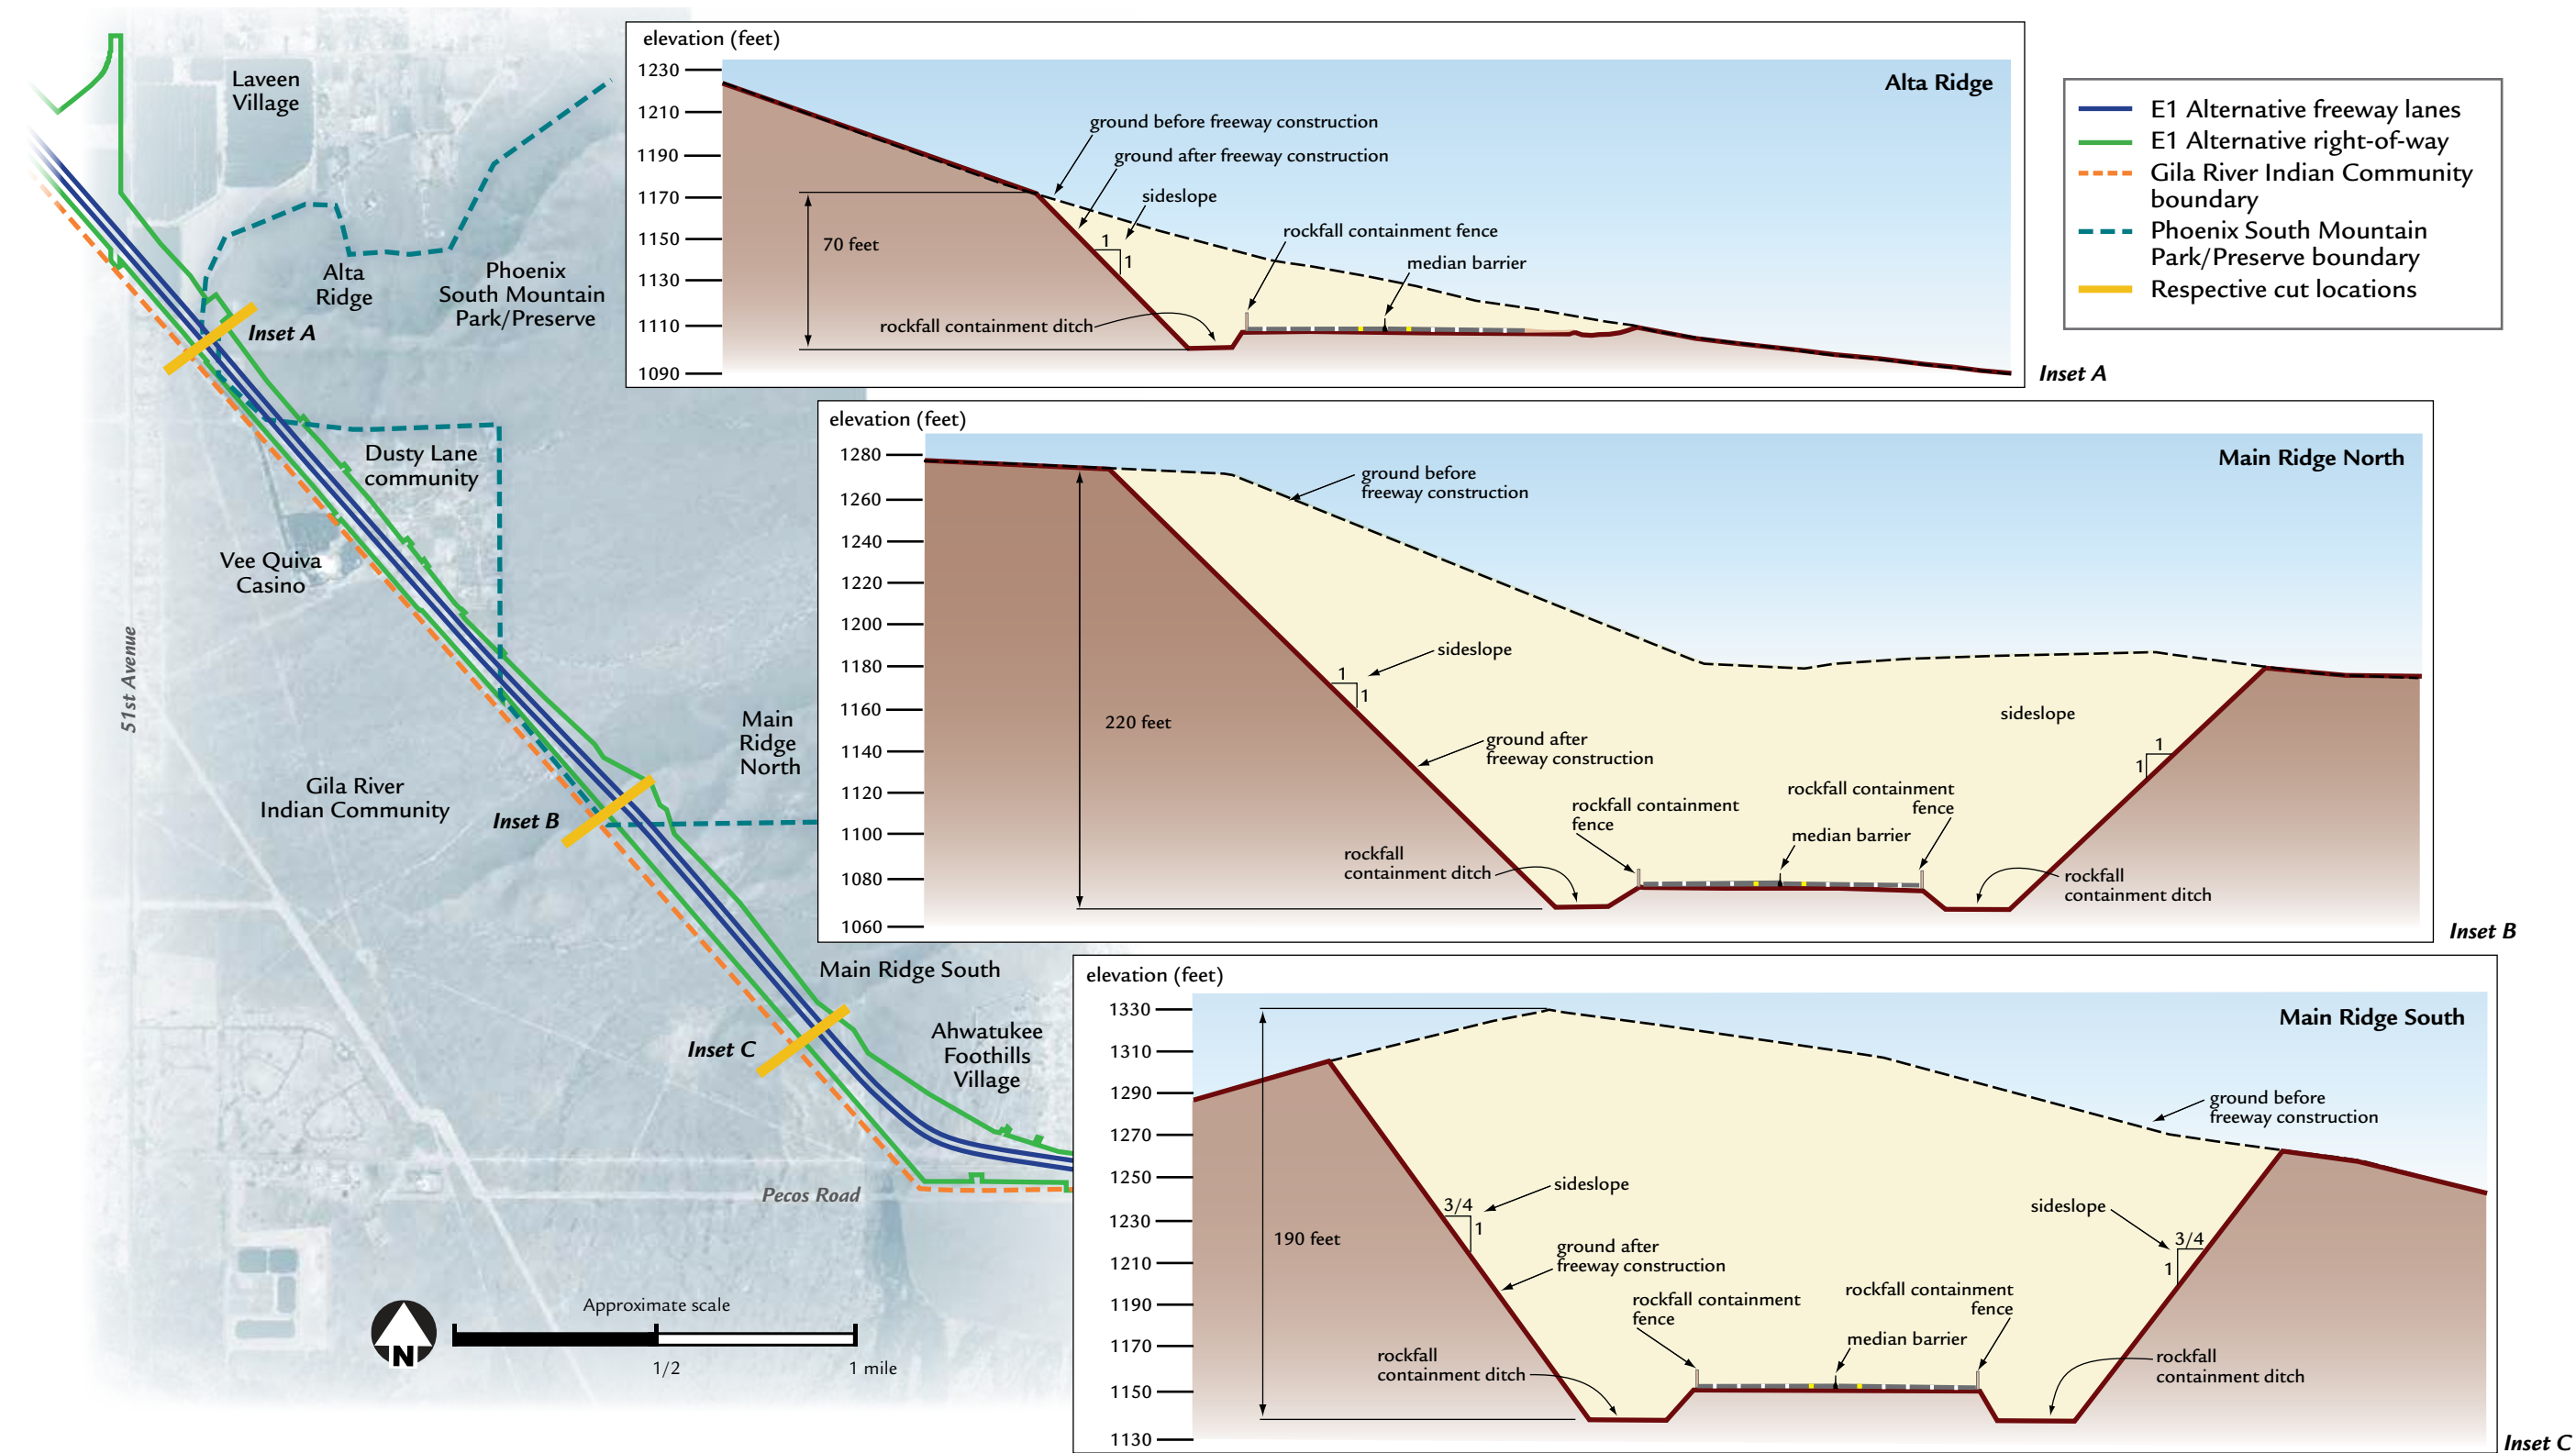 Laveen
Village
Alta
Ridge
Phoenix
South Mountain
Park/Preserve
Inset A
Dusty Lane
community
Vee Quiva
Casino
51st Avenue
Main
Ridge
North
Gila River
Indian Community
Inset B
Main Ridge South
Ahwatukee
Foothills
Village
Inset C
Pecos Road
Approximate scale
1/2
1 mile
N
elevation (feet)
Alta Ridge
1230
1210
1190
1170
1150
1130
1110
1090
ground before freeway construction
ground after freeway construction
sideslope
1
1
70 feet
rockfall containment fence
median barrier
rockfall containment ditch
Inset A
E1 Alternative freeway lanes
E1 Alternative right-of-way
Gila River Indian Community
boundary
Phoenix South Mountain
Park/Preserve boundary
Respective cut locations
elevation (feet)
Main Ridge North
1280
1260
1240
1220
1200
1180
1160
1140
1120
1100
1080
1060
ground before
freeway construction
sideslope
1
1
220 feet
ground after
freeway construction
sideslope
1
1
rockfall containment
fence
rockfall containment
fence
median barrier
rockfall
containment ditch
rockfall
containment ditch
Inset B
elevation (feet)
Main Ridge South
1330
1310
1290
1270
1250
1230
1210
1190
1170
1150
1130
ground before
freeway construction
sideslope
3/4
1
190 feet
ground after
freeway construction
sideslope
3/4
1
rockfall containment
fence
rockfall containment
fence
median barrier
rockfall
containment ditch
rockfall
containment ditch
Inset C